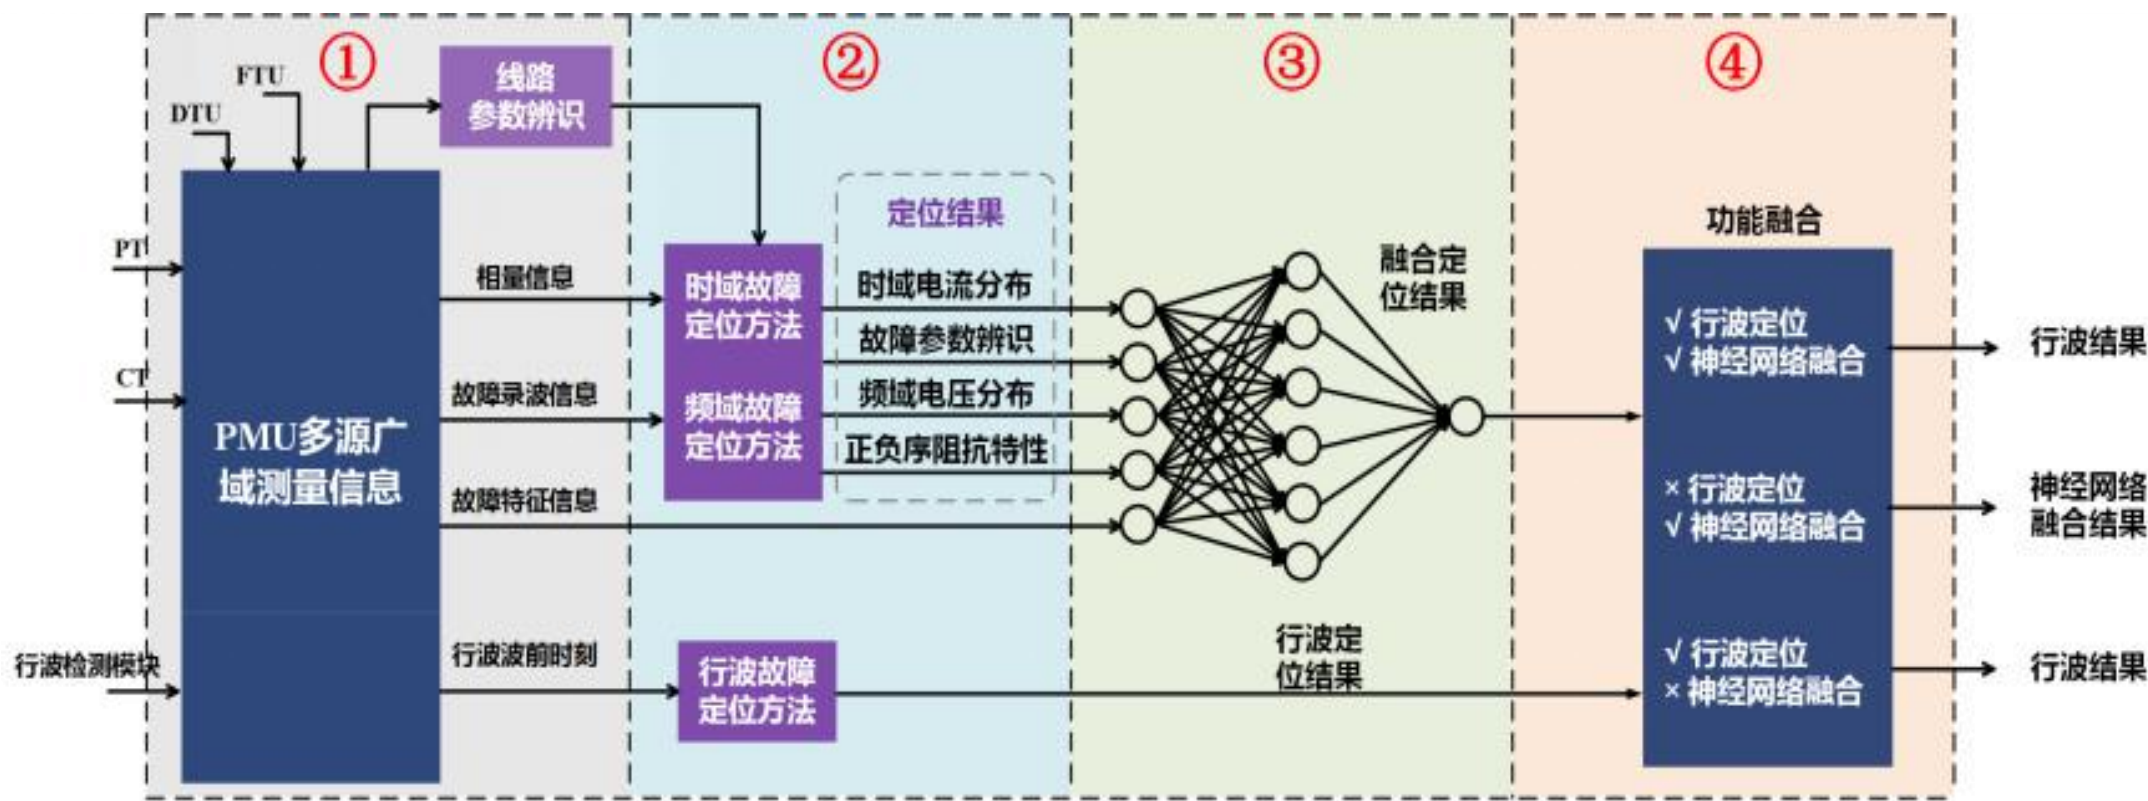 ①
②
③
④
FTU
DTU
PT
CT
行波检测模块
线路
参数辨识
PMU多源广
域测量信息
相量信息
故障录波信息
故障特征信息
行波波前时刻
时域故障
定位方法
频域故障
定位方法
行波故障
定位方法
定位结果
时域电流分布
故障参数辨识
频域电压分布
正负序阻抗特性
融合定
位结果
行波定
位结果
功能融合
√ 行波定位
√ 神经网络融合
× 行波定位
√ 神经网络融合
√ 行波定位
× 神经网络融合
行波结果
神经网络
融合结果
行波结果